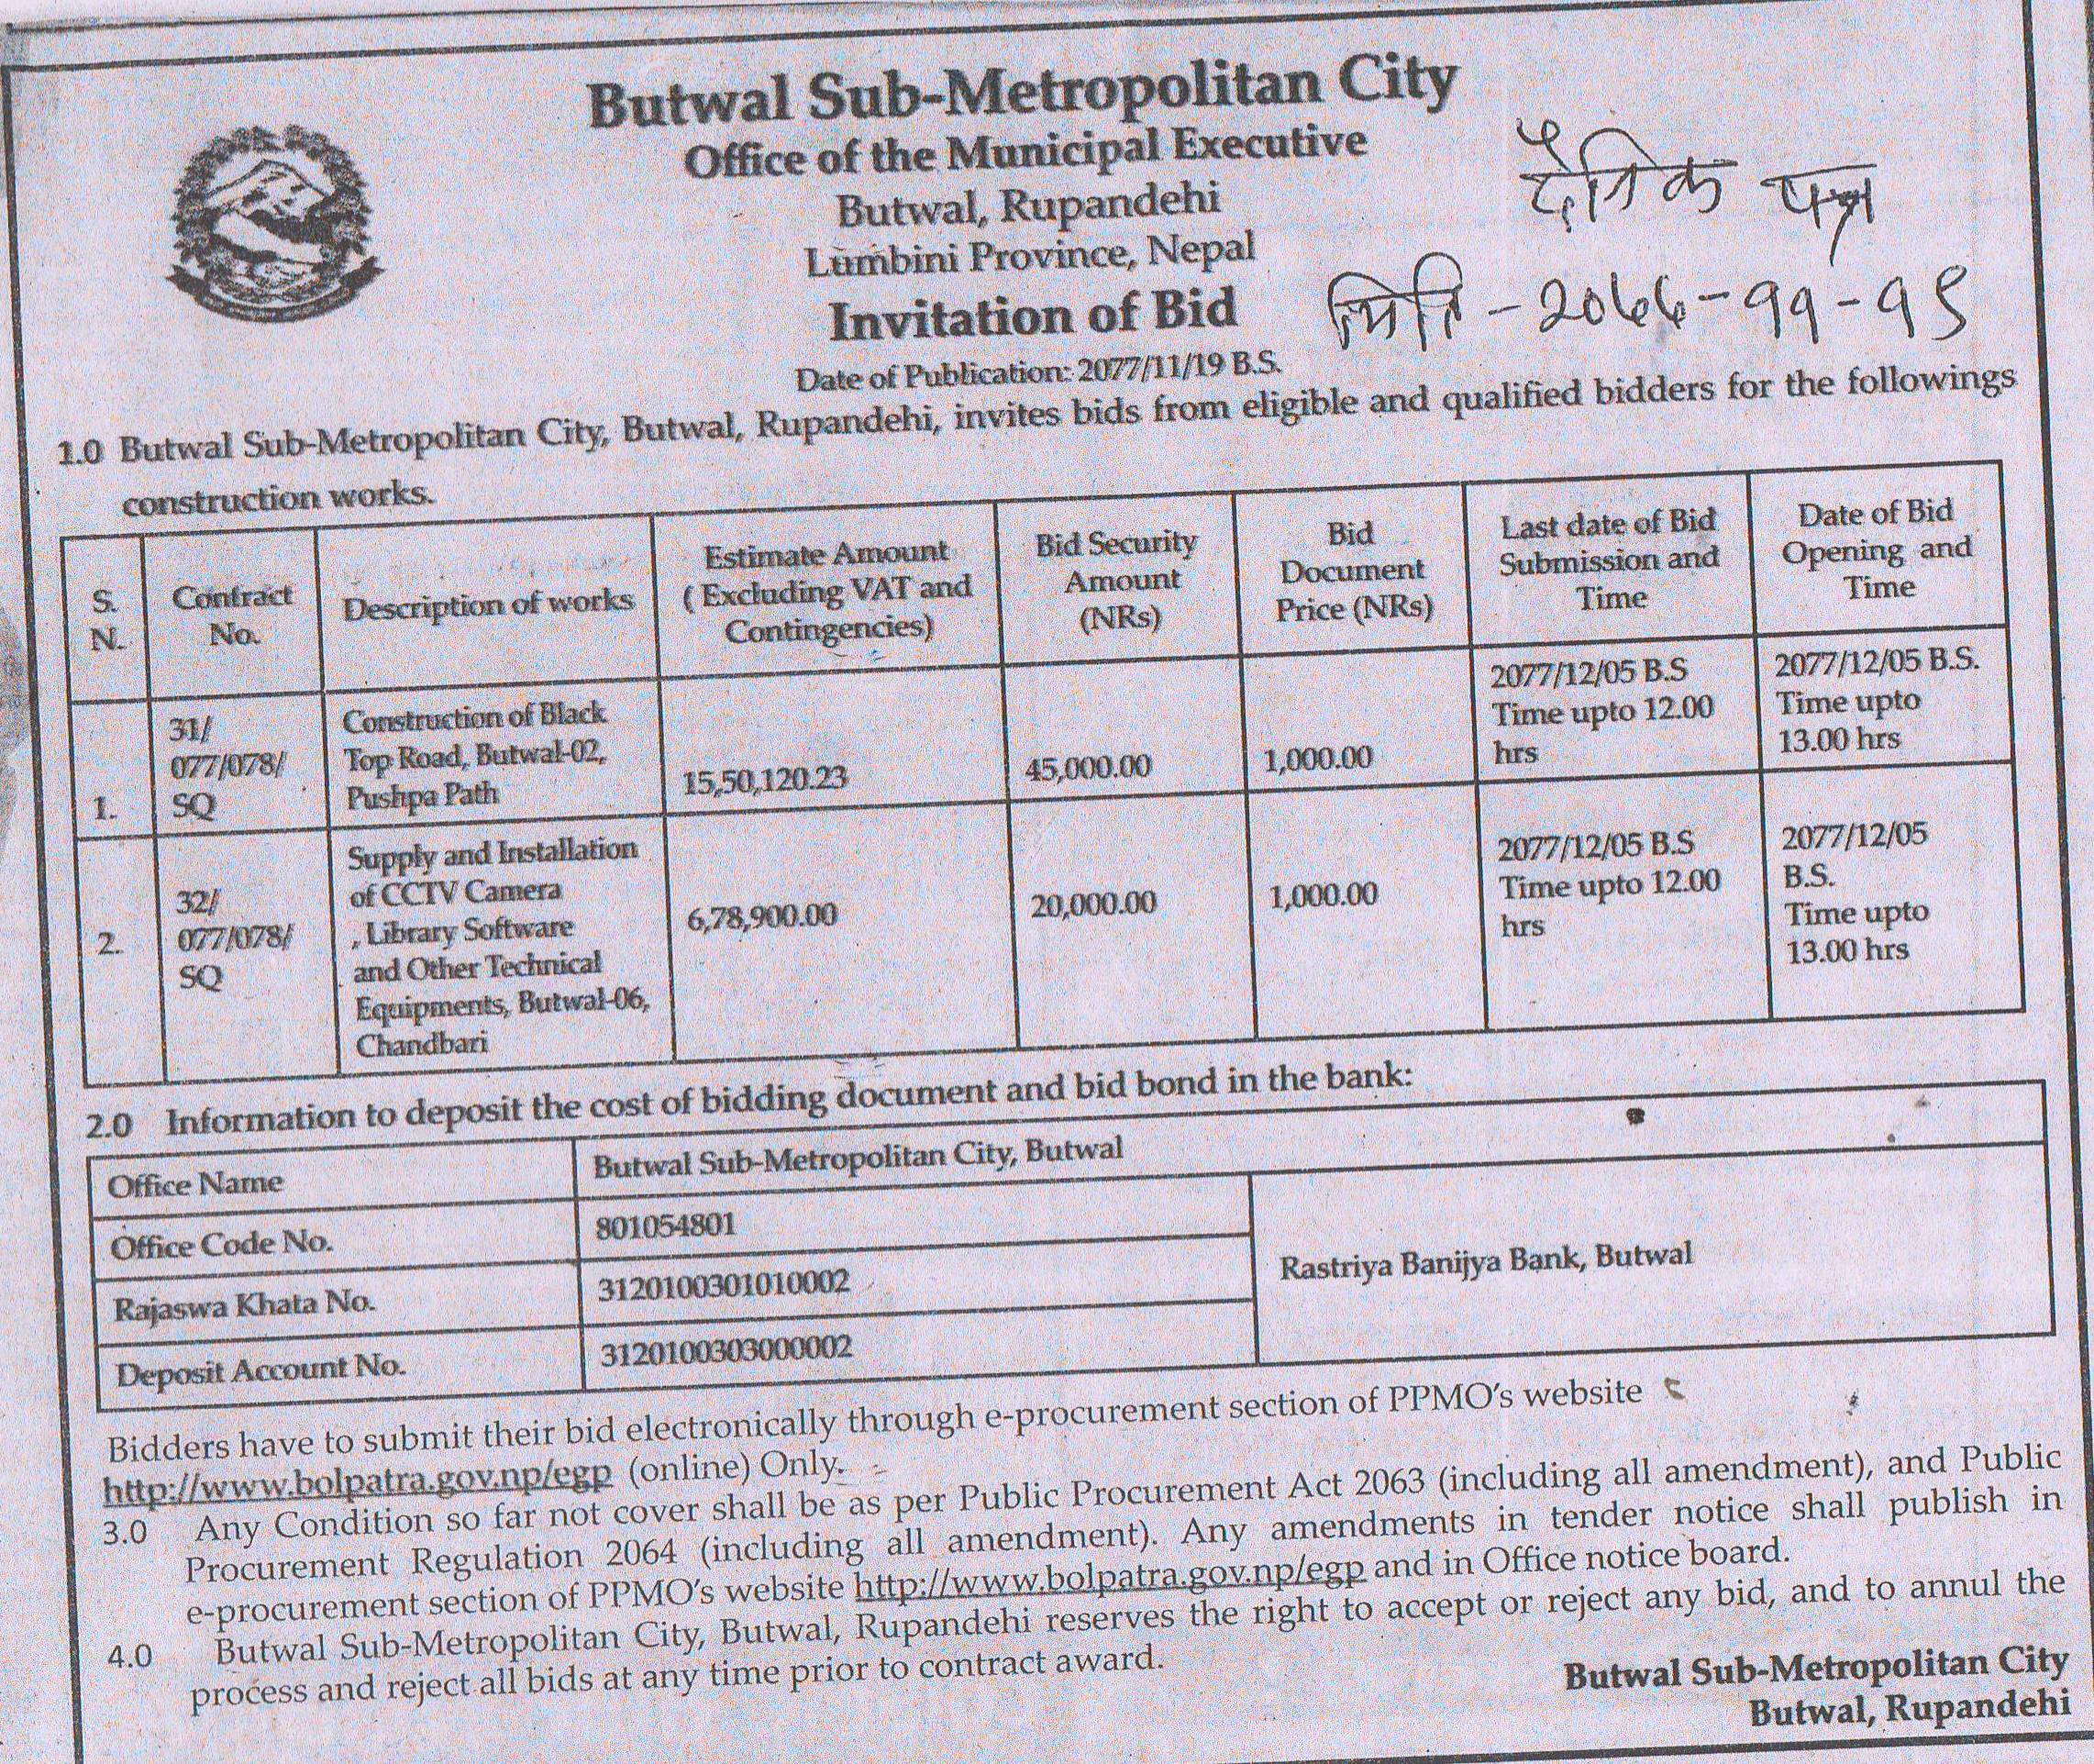 Butwal Sub-Metropolitan City
Office of the Municipal Executive
Butwal, Rupandehi
Lumbini Province, Nepal
Invitation of Bid
Date of Publication: 2077/11/19 B.S.
दैनिक पत्र
मिति - २०७७-११-१९
1.0 Butwal Sub-Metropolitan City, Butwal, Rupandehi, invites bids from eligible and qualified bidders for the followings
construction works.
S. N. Contract No. Description of works Estimate Amount ( Excluding VAT and Contingencies) Bid Security Amount (NRs) Bid Document Price (NRs) Last date of Bid Submission and Time Date of Bid Opening and Time
1. 31/ 077/078/ SQ Construction of Black Top Road, Butwal-02, Pushpa Path 15,50,120.23 45,000.00 1,000.00 2077/12/05 B.S Time upto 12.00 hrs 2077/12/05 B.S. Time upto 13.00 hrs
2. 32/ 077/078/ SQ Supply and Installation of CCTV Camera , Library Software and Other Technical Equipments, Butwal-06, Chandbari 6,78,900.00 20,000.00 1,000.00 2077/12/05 B.S Time upto 12.00 hrs 2077/12/05 B.S. Time upto 13.00 hrs
2.0 Information to deposit the cost of bidding document and bid bond in the bank:
Office Name Butwal Sub-Metropolitan City, Butwal
Office Code No. 801054801
Rajaswa Khata No. 3120100301010002 Rastriya Banijya Bank, Butwal
Deposit Account No. 3120100303000002
Bidders have to submit their bid electronically through e-procurement section of PPMO's website
http://www.bolpatra.gov.np/egp (online) Only.
3.0 Any Condition so far not cover shall be as per Public Procurement Act 2063 (including all amendment), and Public
Procurement Regulation 2064 (including all amendment). Any amendments in tender notice shall publish in
e-procurement section of PPMO's website http://www.bolpatra.gov.np/egp and in Office notice board.
4.0 Butwal Sub-Metropolitan City, Butwal, Rupandehi reserves the right to accept or reject any bid, and to annul the
process and reject all bids at any time prior to contract award.
Butwal Sub-Metropolitan City
Butwal, Rupandehi